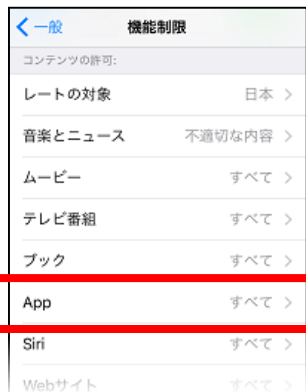 一般 機能制限
コンテンツの許可:
レートの対象 日本
音楽とニュース 不適切な内容
ムービー すべて
テレビ番組 すべて
ブック すべて
App すべて
Siri すべて
Webサイト すべて